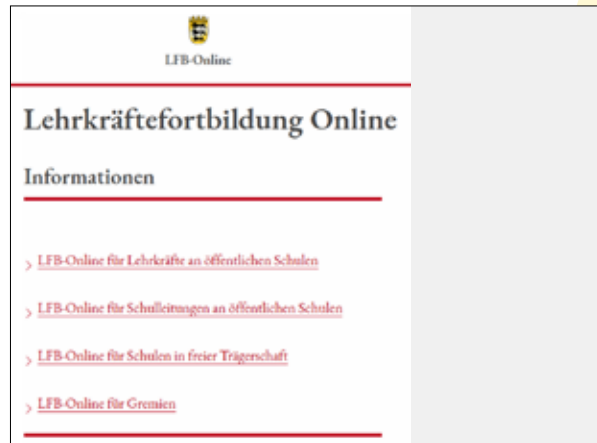 LFB-Online
Lehrkräftefortbildung Online
Informationen
> LFB-Online für Lehrkräfte an öffentlichen Schulen
> LFB-Online für Schulleitungen an öffentlichen Schulen
> LFB-Online für Schulen in freier Trägerschaft
> LFB-Online für Gremien